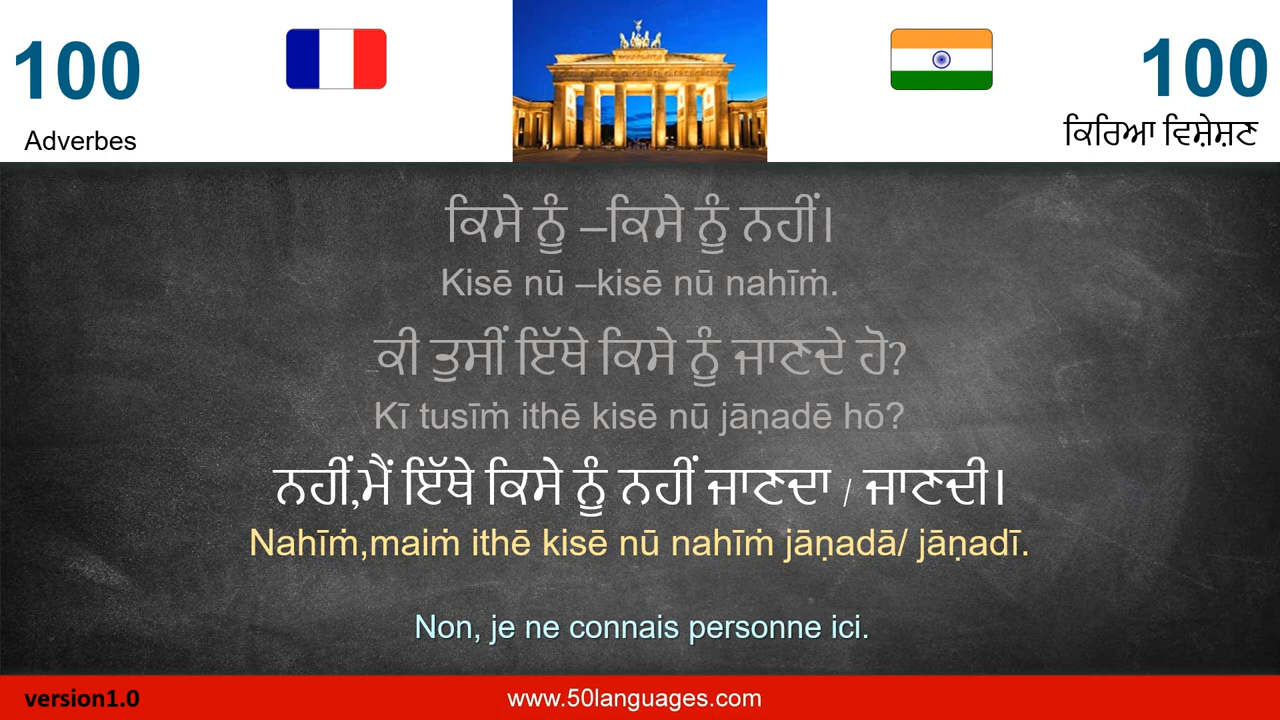 100
100
Adverbes
ਕਿਰਿਆ ਵਿਸ਼ੇਸ਼ਣ
ਕਿਸੇ ਨੂੰ –ਕਿਸੇ ਨੂੰ ਨਹੀਂ।
Kisē nū –kisē nū nahīṁ.
ਕੀ ਤੁਸੀਂ ਇੱਥੇ ਕਿਸੇ ਨੂੰ ਜਾਣਦੇ ਹੋ?
Kī tusīṁ ithē kisē nū jāṇadē hō?
ਨਹੀਂ,ਮੈਂ ਇੱਥੇ ਕਿਸੇ ਨੂੰ ਨਹੀਂ ਜਾਣਦਾ / ਜਾਣਦੀ।
Nahīṁ,maiṁ ithē kisē nū nahīṁ jāṇadā/ jāṇadī.
Non, je ne connais personne ici.
version1.0
www.50languages.com